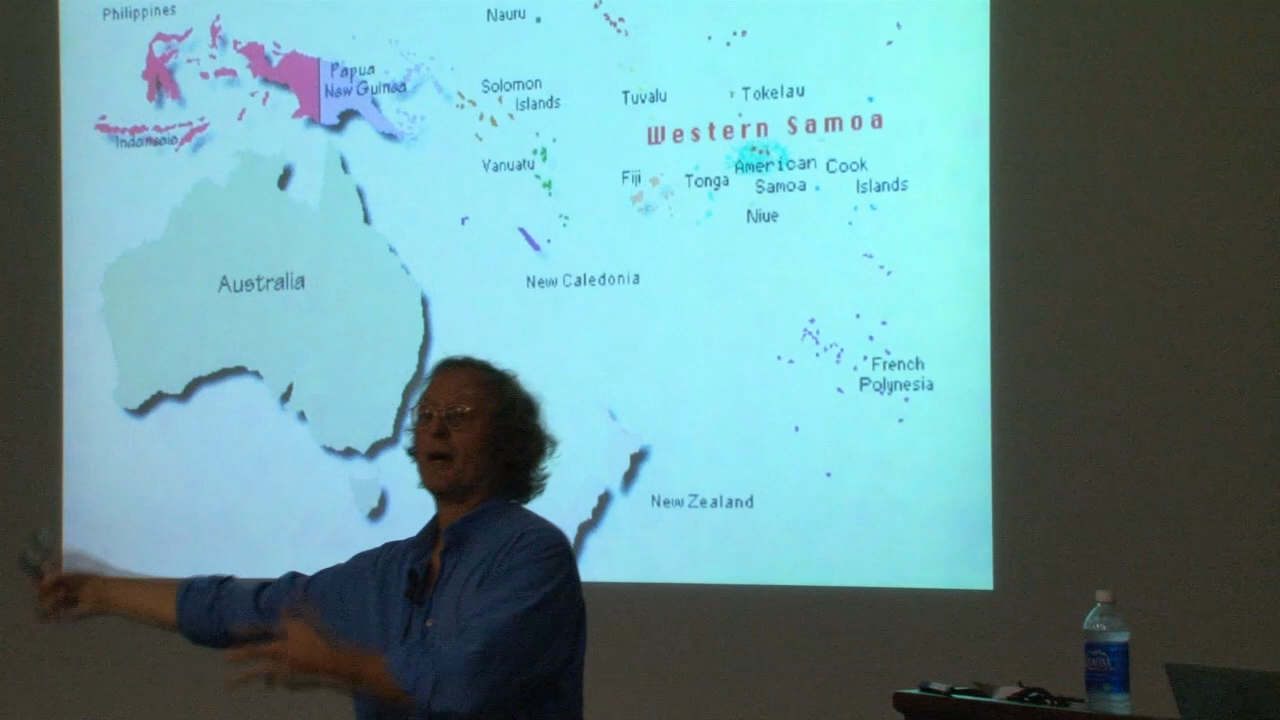 Philippines
Nauru
Papua
New Guinea
Solomon
Islands
Tuvalu
Tokelau
Western Samoa
Indonesia
Vanuatu
Fiji
Tonga
American
Samoa
Cook
Islands
Niue
Australia
New Caledonia
French
Polynesia
New Zealand